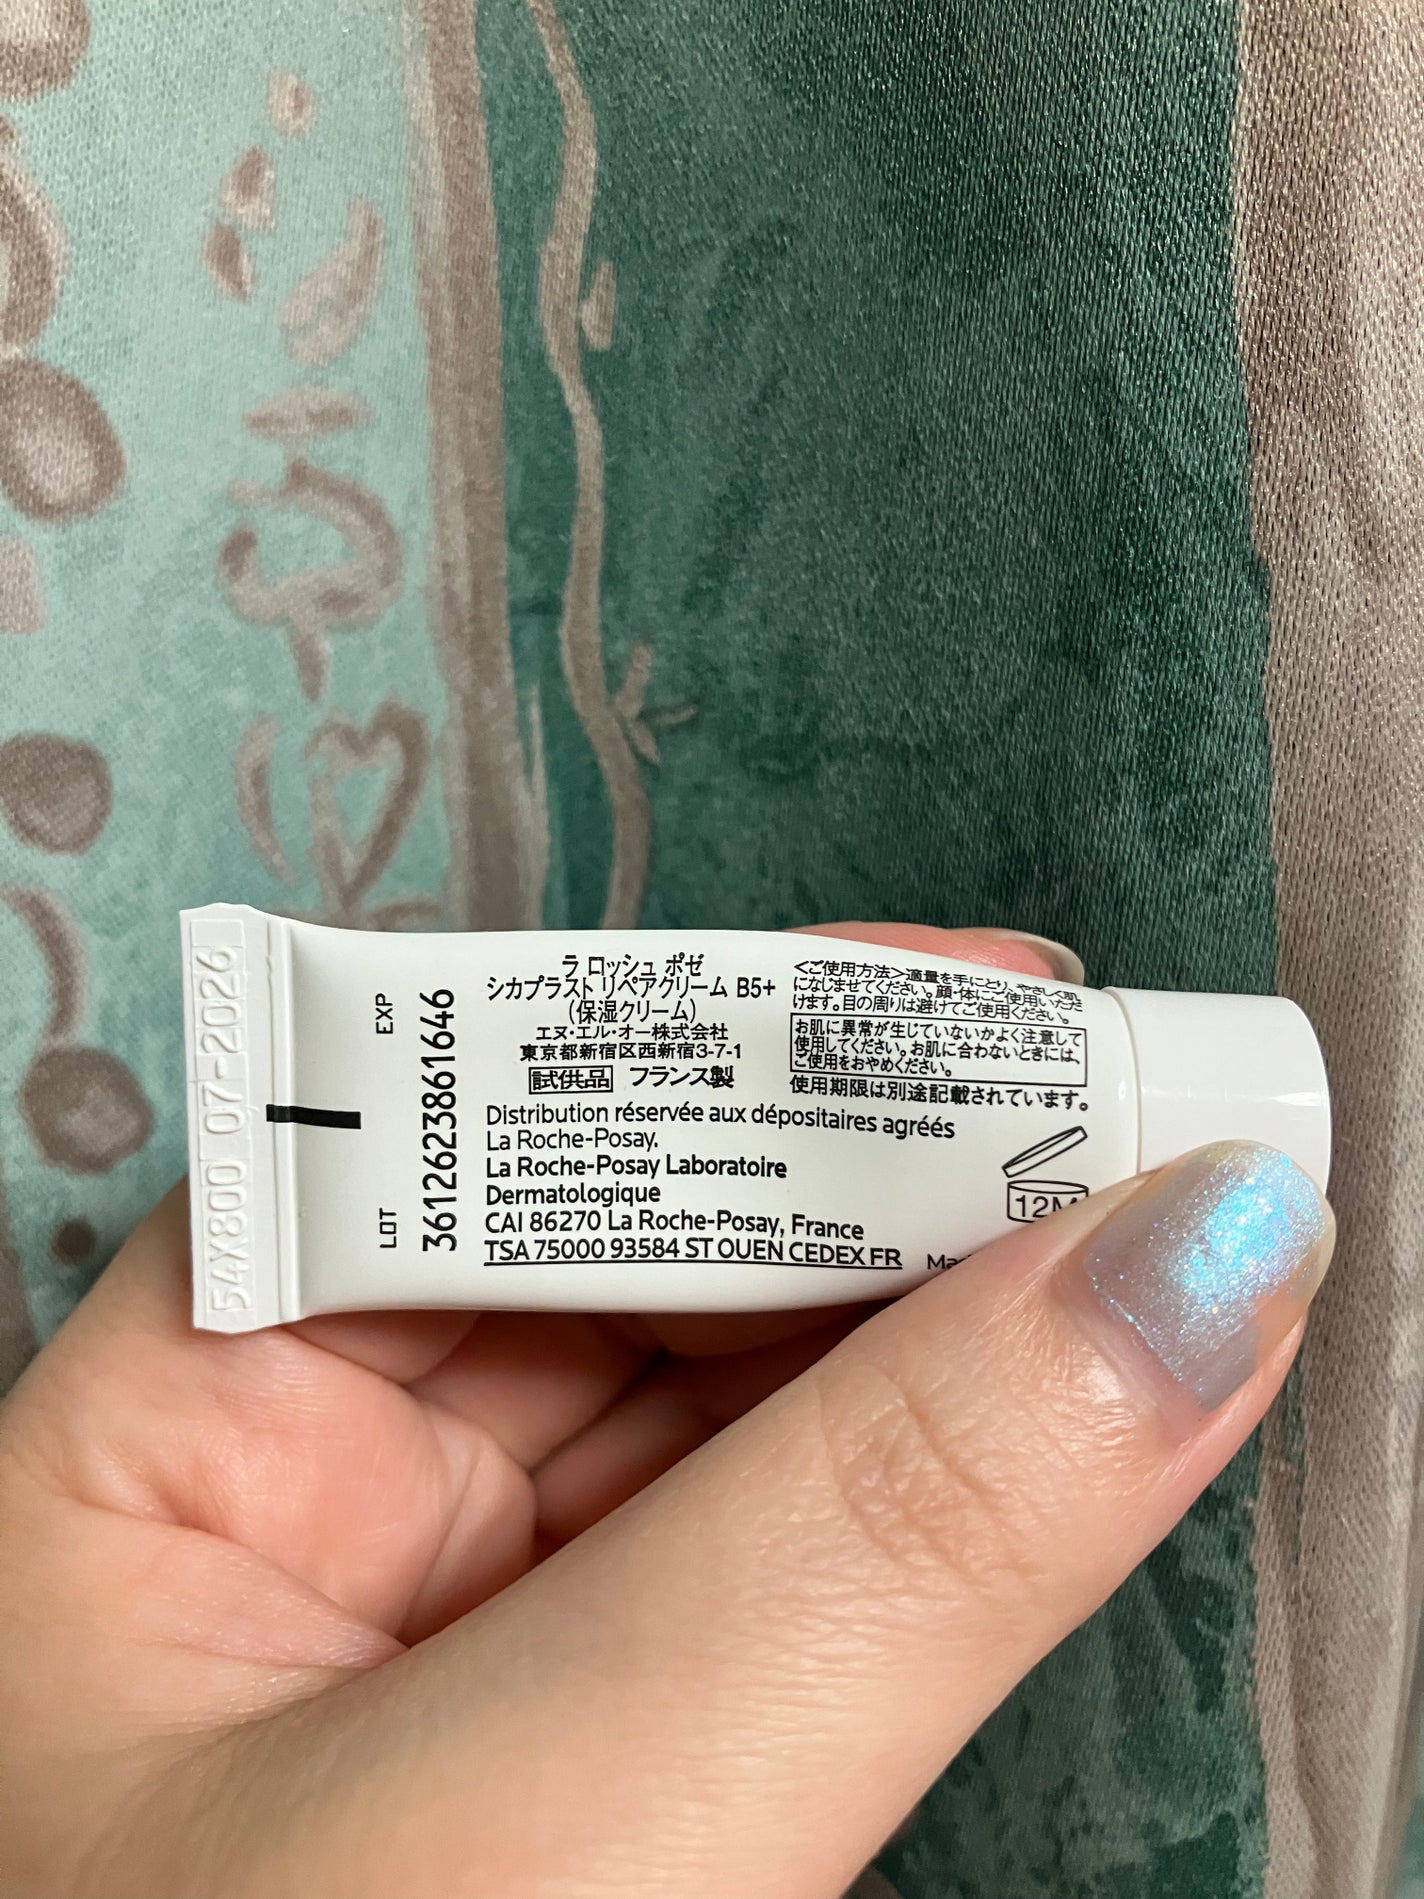 54X800 07-2026
EXP
LOT
3612623861646
ラ ロッシュ ポゼ
シカプラスト リペアクリーム B5+
(保湿クリーム)
エヌ・エル・オー株式会社
東京都新宿区西新宿3-7-1
試供品 フランス製
<ご使用方法>適量を手にとり、やさしく肌
になじませてください。顔・体にご使用いただ
けます。目の周りは避けてご使用ください。
お肌に異常が生じていないかよく注意して
使用してください。お肌に合わないときには、
ご使用をおやめください。
使用期限は別途記載されています。
Distribution réservée aux dépositaires agréés
La Roche-Posay.
La Roche-Posay Laboratoire
Dermatologique
CAI 86270 La Roche-Posay, France
TSA 75000 93584 ST OUEN CEDEX FR
12M